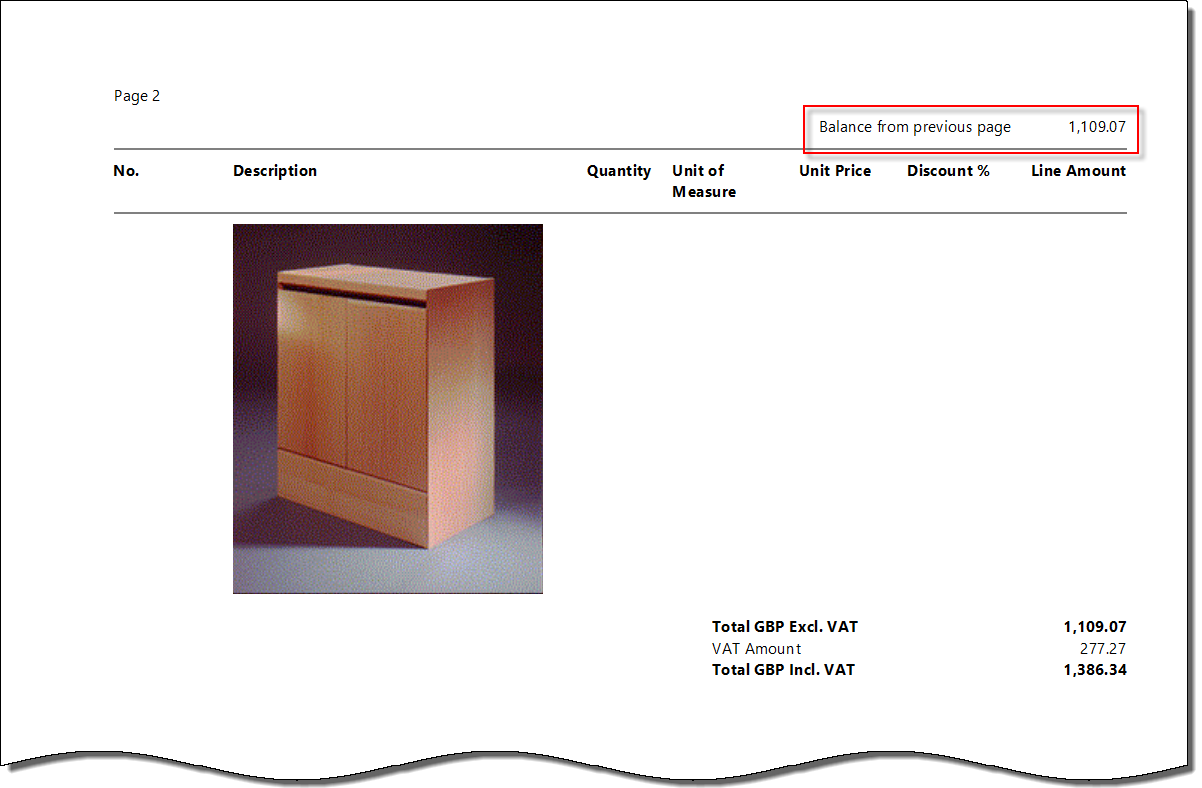 Page 2
Balance from previous page 1,109.07
No. Description Quantity Unit of Measure Unit Price Discount % Line Amount
Total GBP Excl. VAT 1,109.07
VAT Amount 277.27
Total GBP Incl. VAT 1,386.34